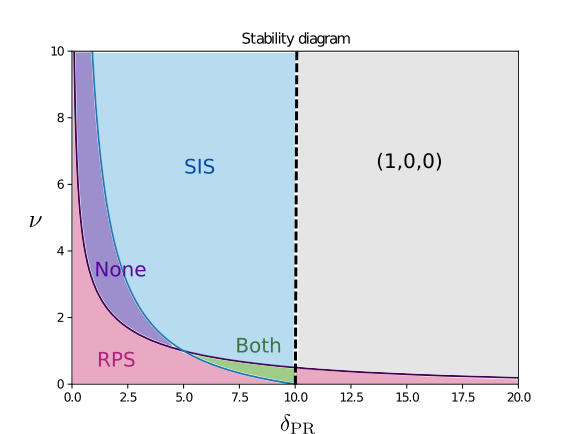 Stability diagram
10
8
6
4
2
0
ν
SIS
(1,0,0)
None
Both
RPS
0.0 2.5 5.0 7.5 10.0 12.5 15.0 17.5 20.0
δPR